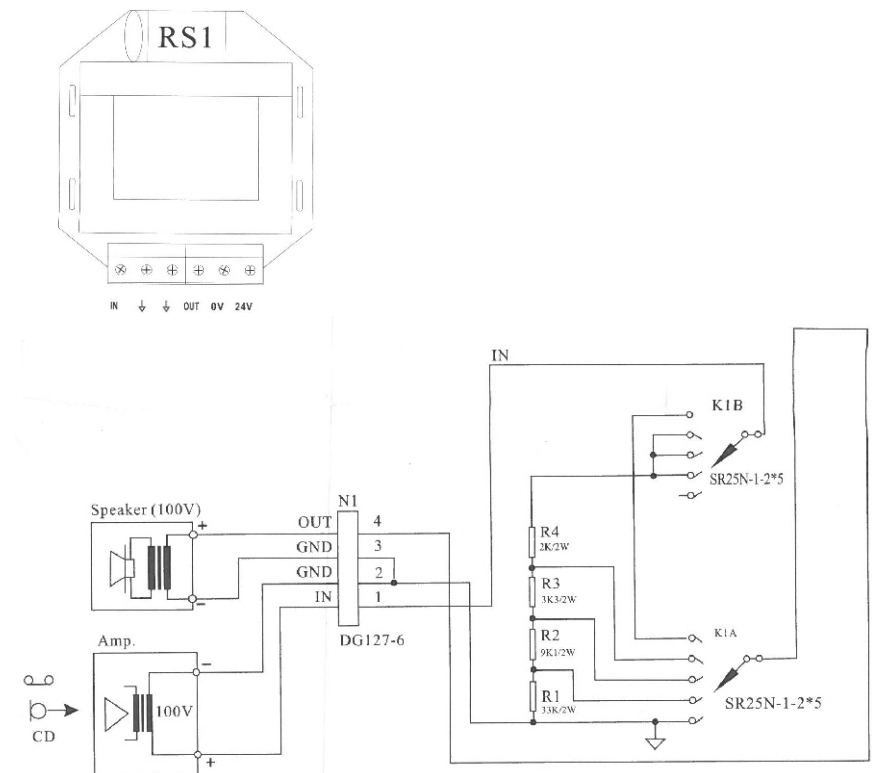 RS1
IN OUT 0V 24V
IN
K1B
SR25N-1-2*5
Speaker (100V)
+
−
N1
OUT 4
GND 3
GND 2
IN 1
DG127-6
R4
2K/2W
R3
3K3/2W
R2
9K1/2W
R1
33K/2W
K1A
SR25N-1-2*5
Amp.
−
100V
+
CD